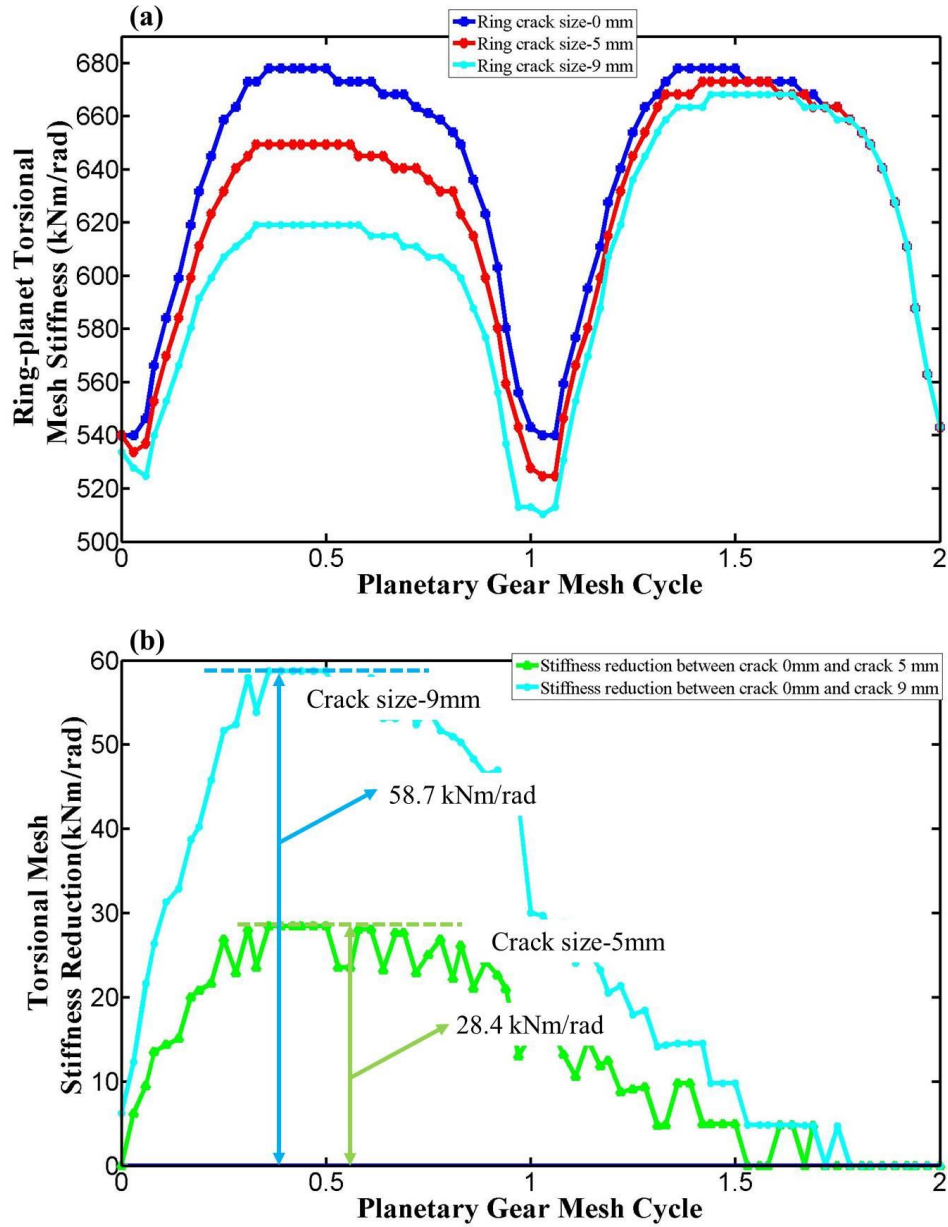 (a)
Ring crack size-0 mm
Ring crack size-5 mm
Ring crack size-9 mm
680
660
640
620
600
580
560
540
520
500
Ring-planet Torsional
Mesh Stiffness (kNm/rad)
0
0.5
1
1.5
2
Planetary Gear Mesh Cycle
(b)
Stiffness reduction between crack 0mm and crack 5 mm
Stiffness reduction between crack 0mm and crack 9 mm
60
50
40
30
20
10
0
Torsional Mesh
Stiffness Reduction(kNm/rad)
Crack size-9mm
58.7 kNm/rad
Crack size-5mm
28.4 kNm/rad
0
0.5
1
1.5
2
Planetary Gear Mesh Cycle